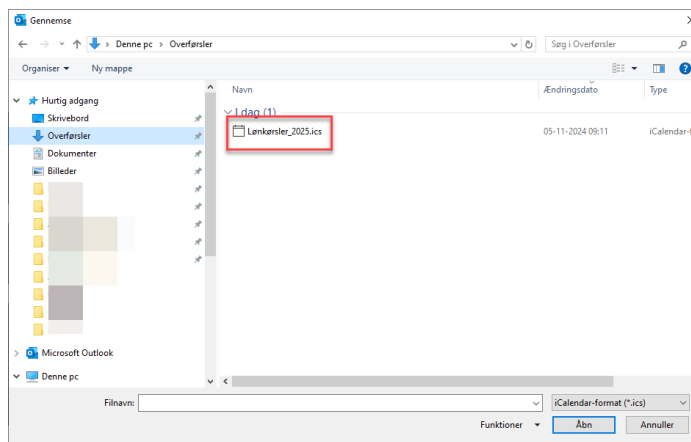 Gennemse
Denne pc › Overførsler
Søg i Overførsler
Organiser
Ny mappe
Navn
Ændringsdato
Type
Hurtig adgang
Skrivebord
Overførsler
Dokumenter
Billeder
Microsoft Outlook
Denne pc
I dag (1)
Lønkørsler_2025.ics
05-11-2024 09:11
iCalendar-f
Filnavn:
iCalendar-format (*.ics)
Funktioner
Åbn
Annuller